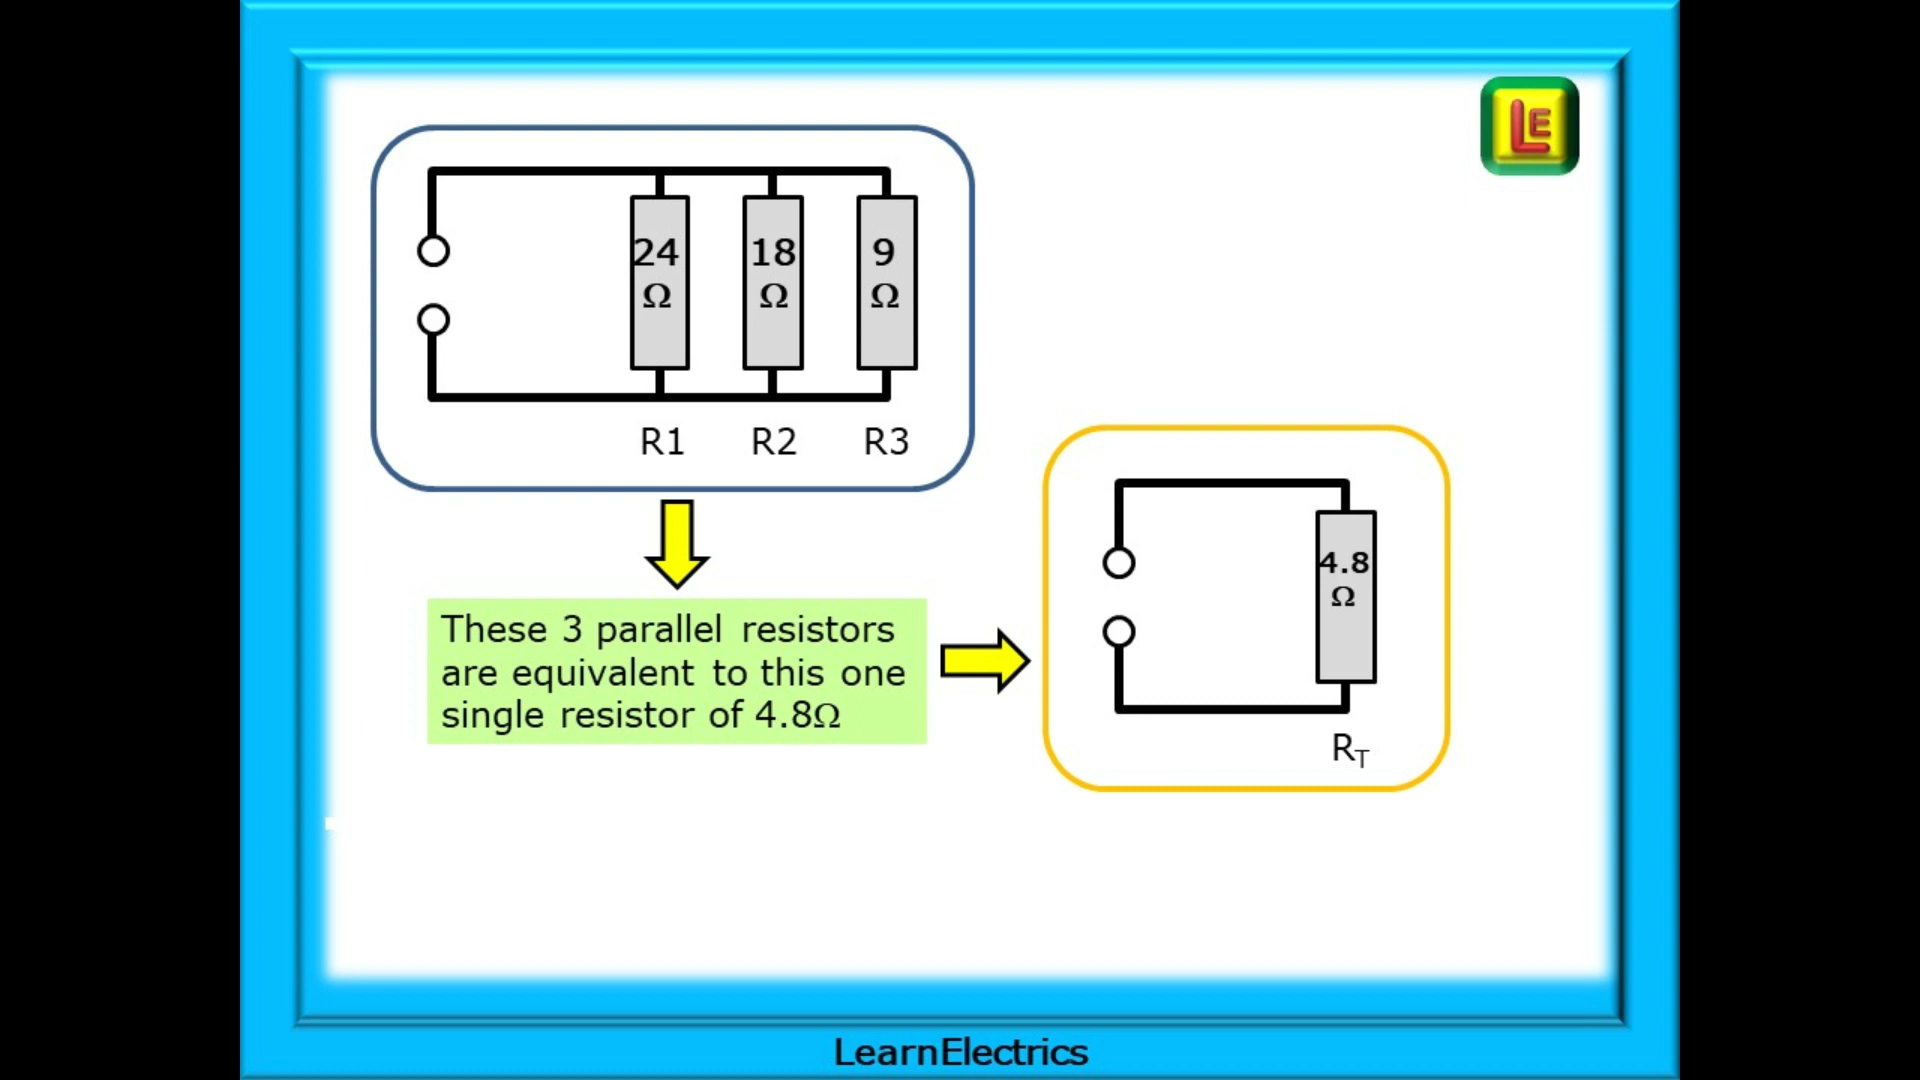 LE
24 18 9
Ω Ω Ω
R1 R2 R3
4.8
Ω
These 3 parallel resistors
are equivalent to this one
single resistor of 4.8Ω
R_T
LearnElectrics